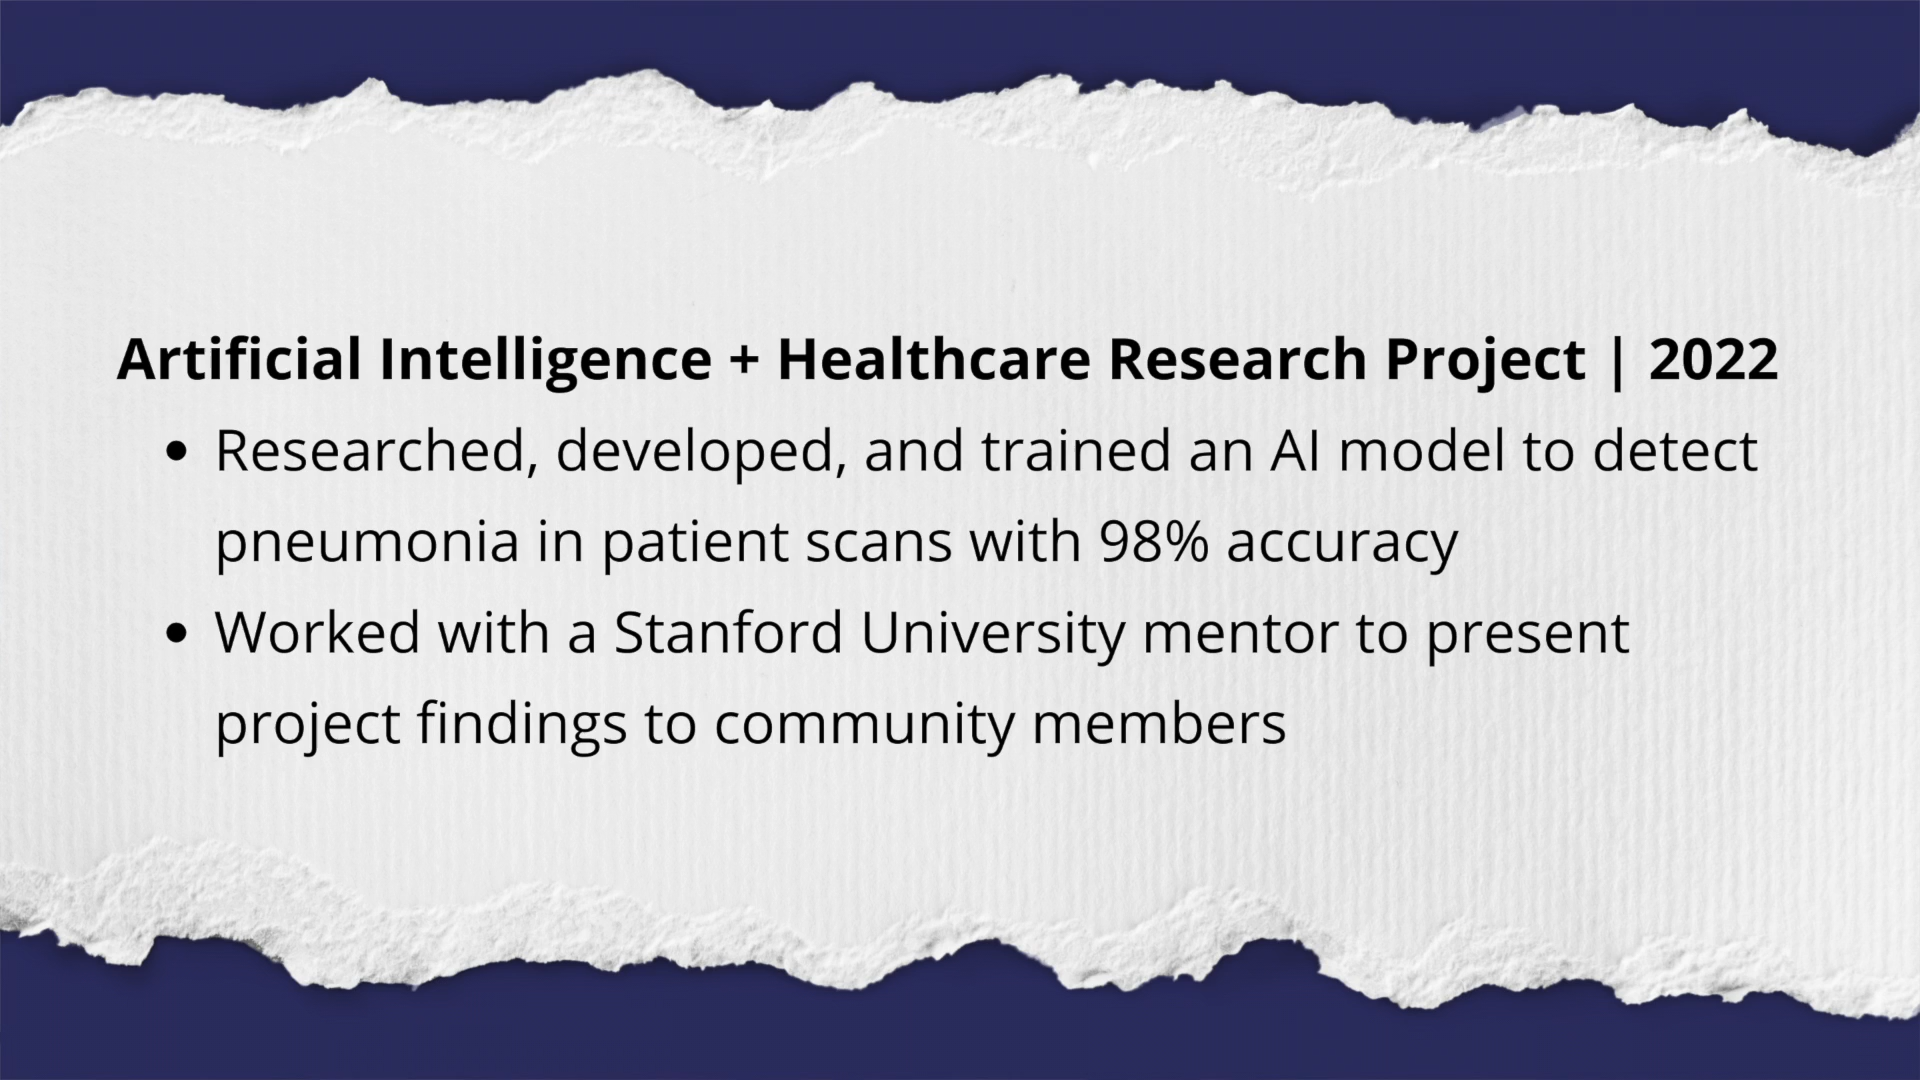 Artificial Intelligence + Healthcare Research Project | 2022
• Researched, developed, and trained an AI model to detect
pneumonia in patient scans with 98% accuracy
• Worked with a Stanford University mentor to present
project findings to community members